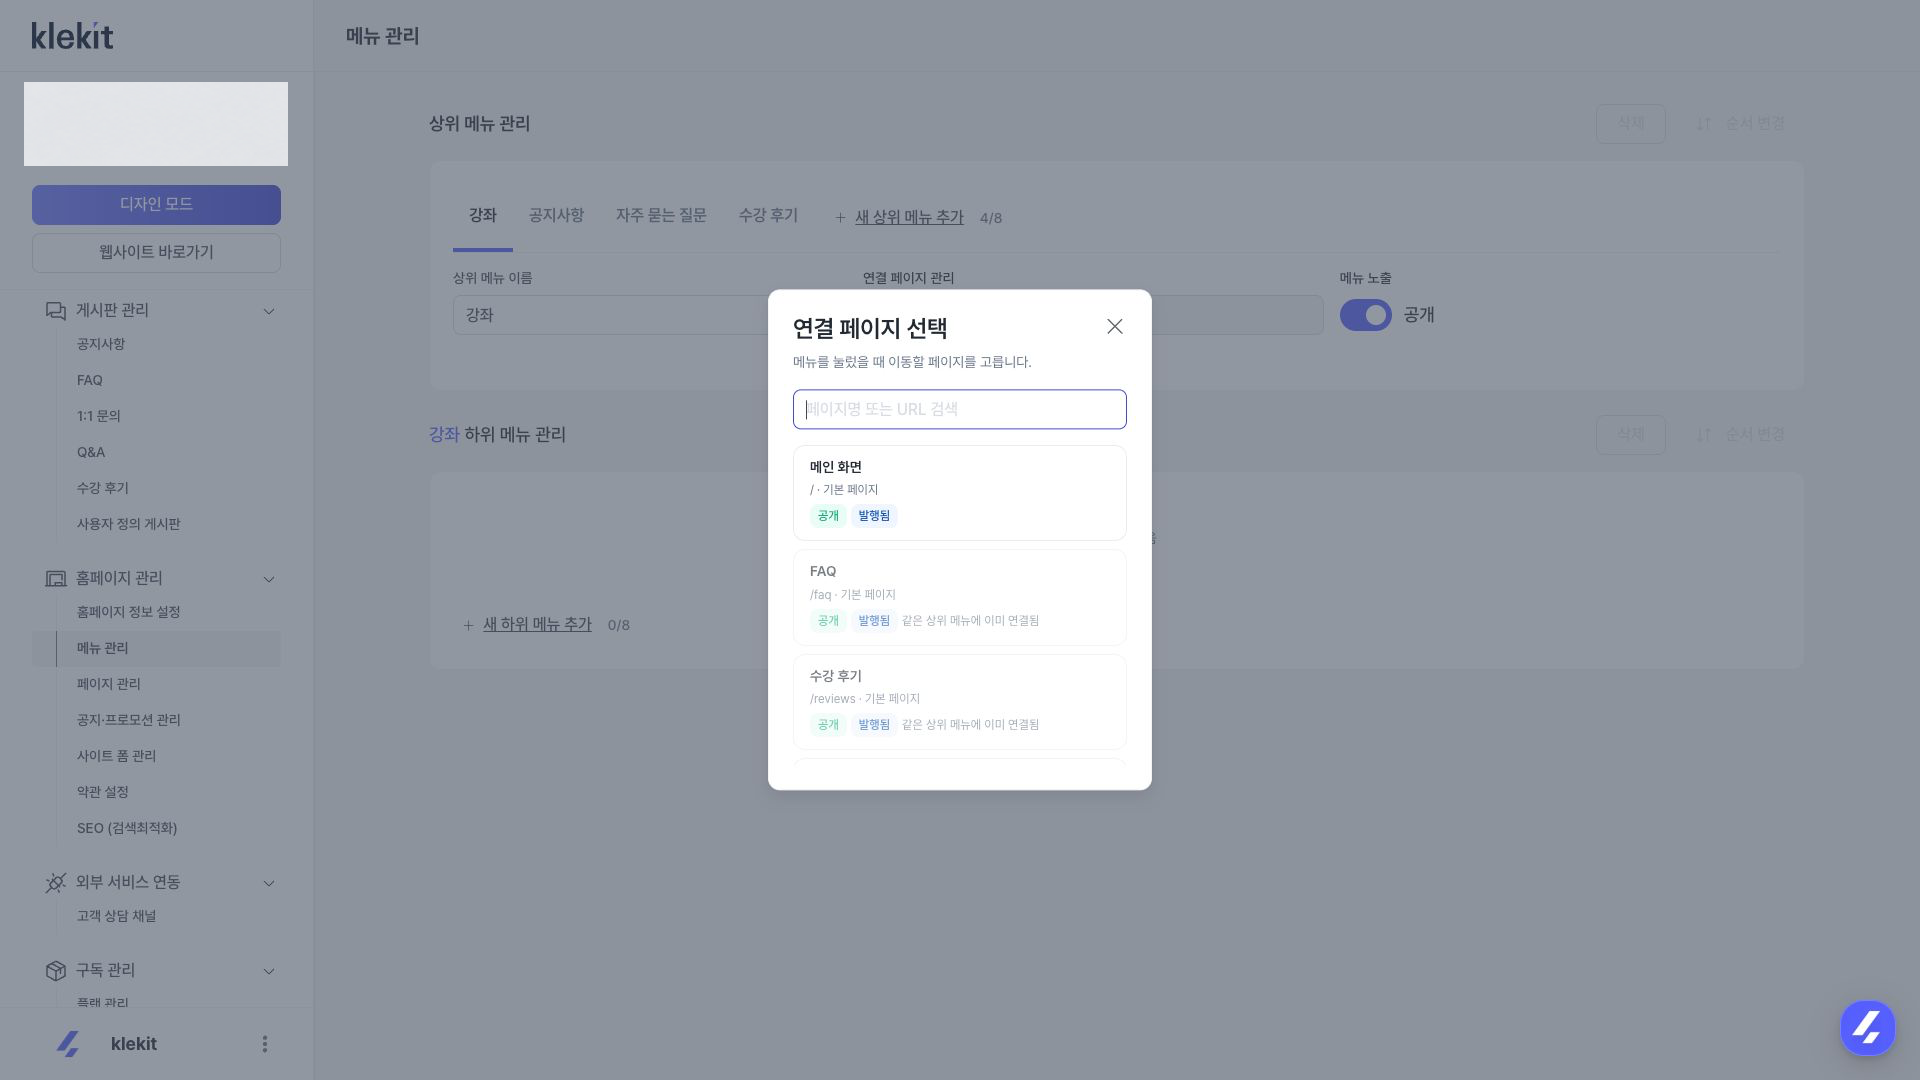 klekit
메뉴 관리
디자인 모드
웹사이트 바로가기
게시판 관리
공지사항
FAQ
1:1 문의
Q&A
수강 후기
사용자 정의 게시판
홈페이지 관리
홈페이지 정보 설정
메뉴 관리
페이지 관리
공지·프로모션 관리
사이트 폼 관리
약관 설정
SEO (검색최적화)
외부 서비스 연동
고객 상담 채널
구독 관리
플랜 관리
klekit
상위 메뉴 관리
삭제
순서 변경
강좌 공지사항 자주 묻는 질문 수강 후기 + 새 상위 메뉴 추가 4/8
상위 메뉴 이름
강좌
연결 페이지 관리
메뉴 노출
공개
강좌 하위 메뉴 관리
삭제
순서 변경
+ 새 하위 메뉴 추가 0/8
연결 페이지 선택
메뉴를 눌렀을 때 이동할 페이지를 고릅니다.
페이지명 또는 URL 검색
메인 화면
/ · 기본 페이지
공개 발행됨
FAQ
/faq · 기본 페이지
공개 발행됨 같은 상위 메뉴에 이미 연결됨
수강 후기
/reviews · 기본 페이지
공개 발행됨 같은 상위 메뉴에 이미 연결됨